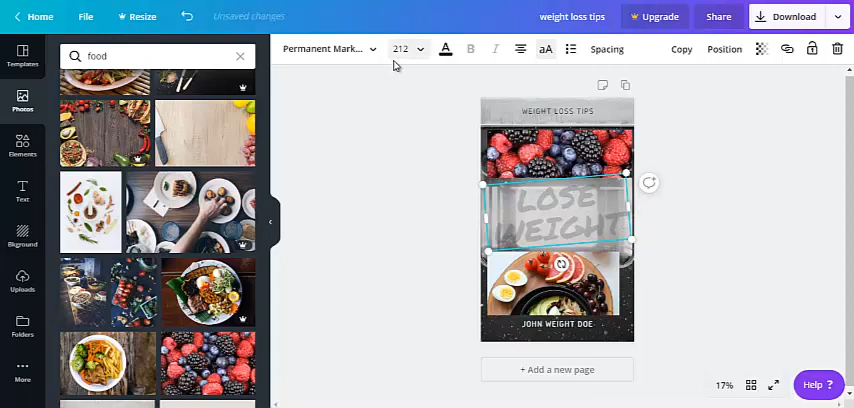 Home
File
Resize
Unsaved changes
weight loss tips
Upgrade
Share
Download
Templates
Photos
Elements
Text
Bkground
Uploads
Folders
More
food
Permanent Mark...
212
A
B
I
aA
Spacing
Copy
Position
WEIGHT LOSS TIPS
LOSE
WEIGHT
JOHN WEIGHT DOE
+ Add a new page
17%
Help ?